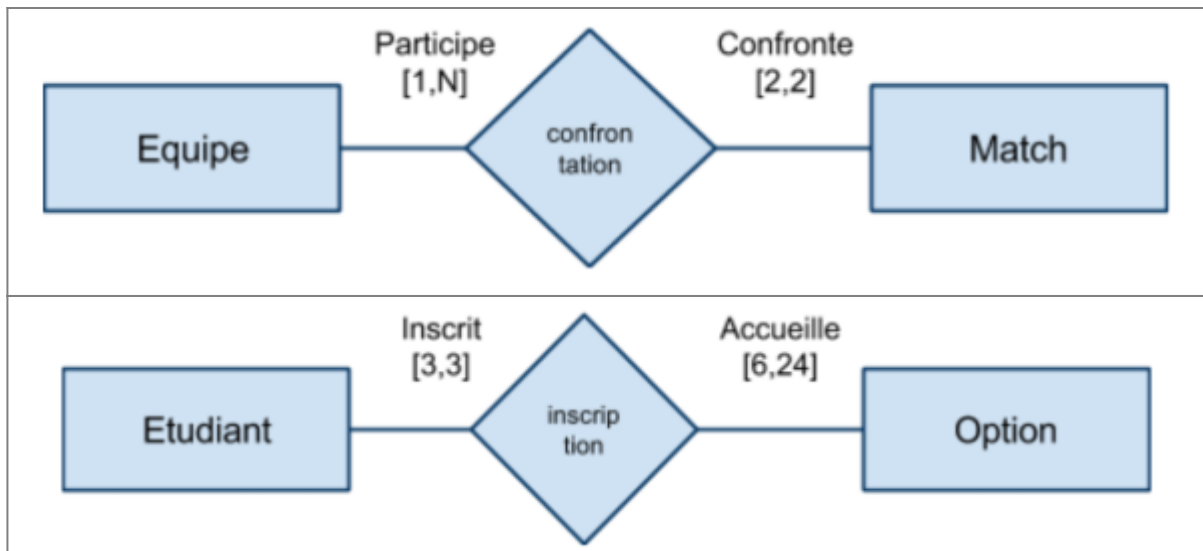 Participe
[1,N]
Confronte
[2,2]
Equipe
confron
tation
Match
Inscrit
[3,3]
Accueille
[6,24]
Etudiant
inscrip
tion
Option